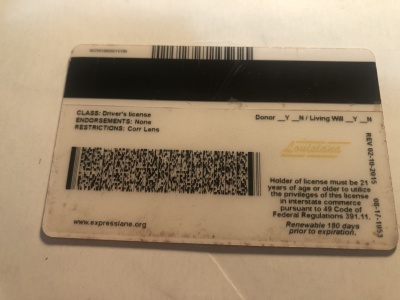 CLASS: Driver's license
ENDORSEMENTS: None
RESTRICTIONS: Corr Lens
Donor __Y __N / Living Will __Y __N
Louisiana
REV 02-10-2015
Holder of license must be 21
years of age or older to utilize
the privileges of this license
in interstate commerce
pursuant to 49 Code of
Federal Regulations 391.11.
Renewable 180 days
prior to expiration.
www.expresslane.org